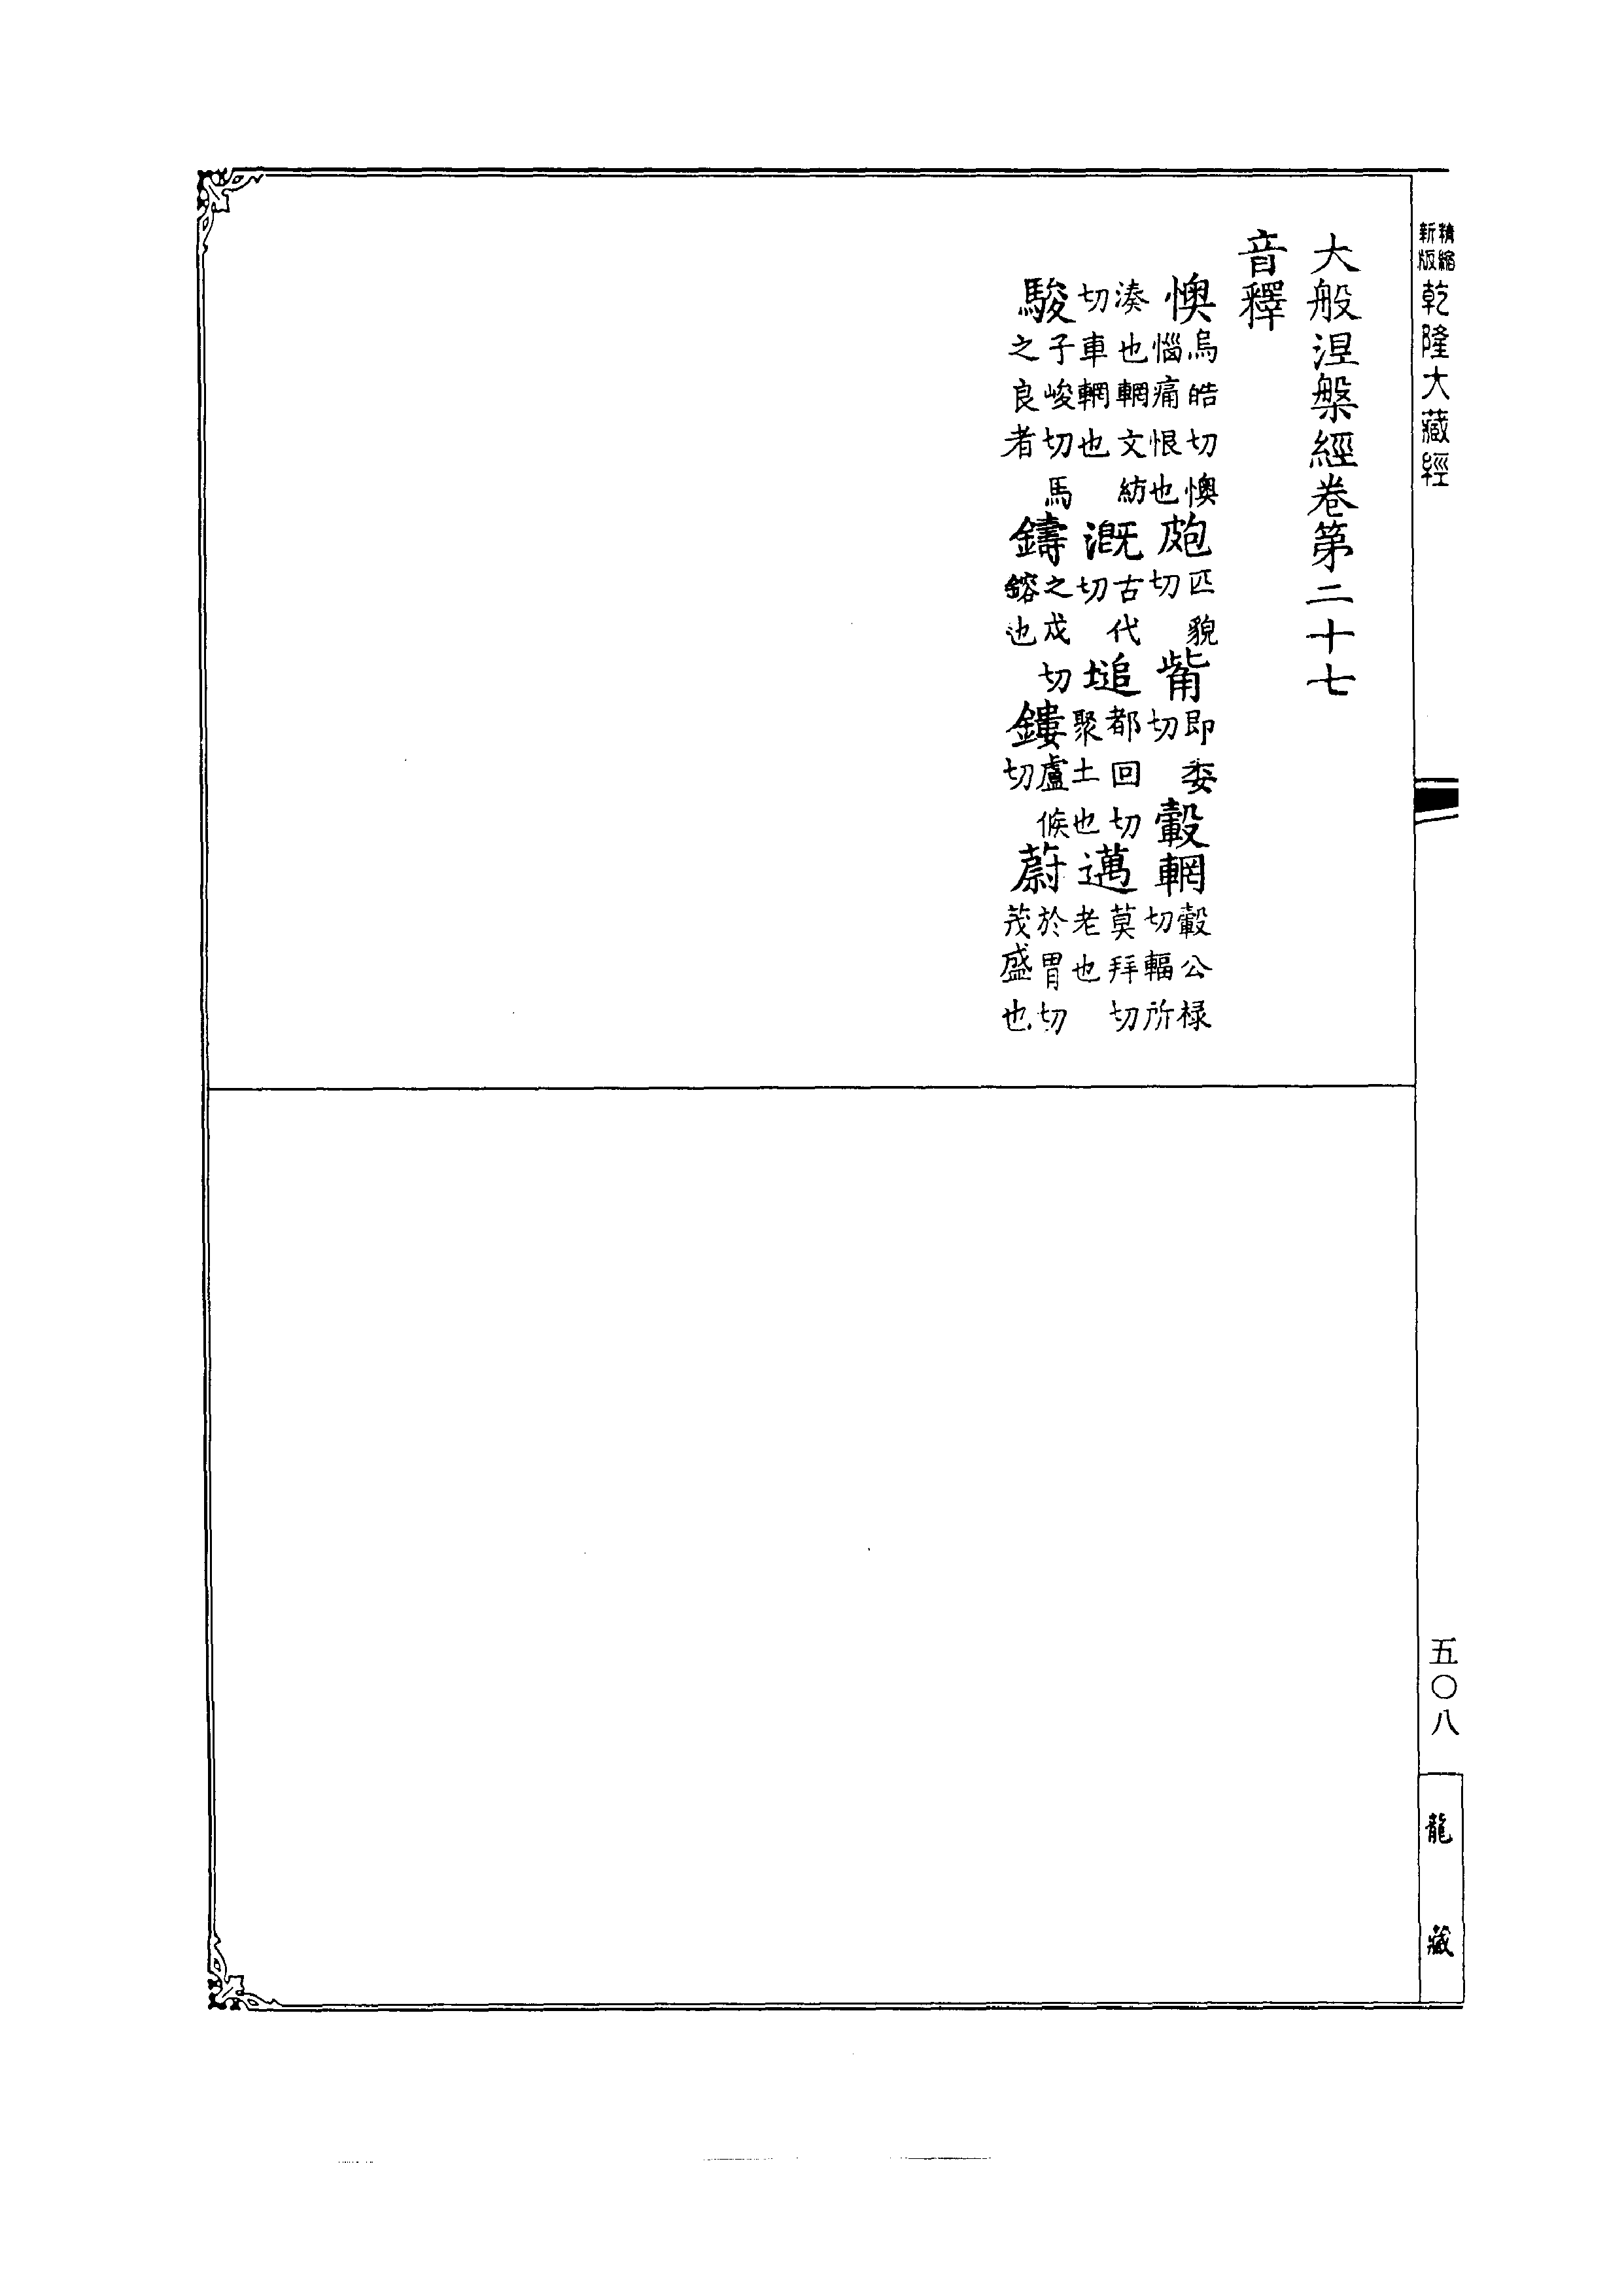 精縮新版乾隆大藏經
大般涅槃經卷第二十七
音釋
懊烏皓切懊惱痛恨也皰匹貌切觜即委切轂輞轂公禄切輻所
湊也輞文紡切車輞也溉古代切塠都回切聚土也邁莫拜切老也
駿子峻切馬之良者鑄之戍切鎔也鏤盧候切蔚於胃切茂盛也
五〇八
龍藏